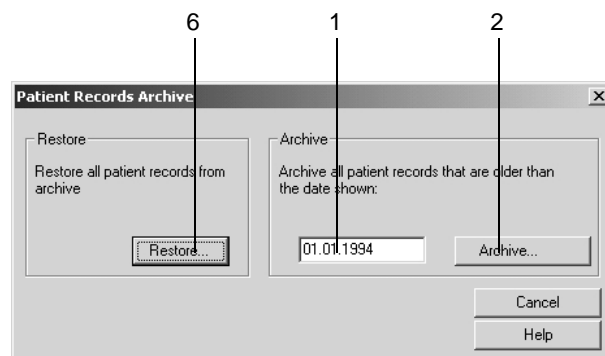 6 1 2
Patient Records Archive
Restore
Restore all patient records from
archive
Restore...
Archive
Archive all patient records that are older than
the date shown:
01.01.1994
Archive...
Cancel
Help